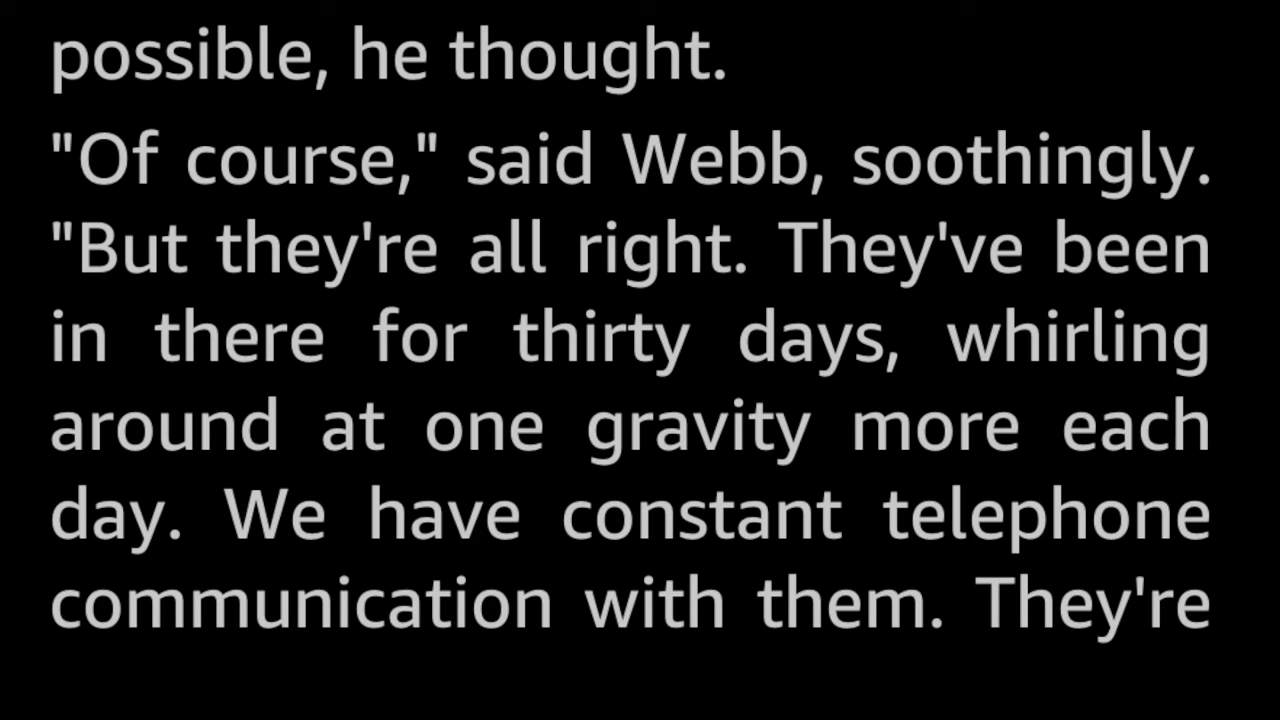 possible, he thought.
"Of course," said Webb, soothingly.
"But they're all right. They've been
in there for thirty days, whirling
around at one gravity more each
day. We have constant telephone
communication with them. They're